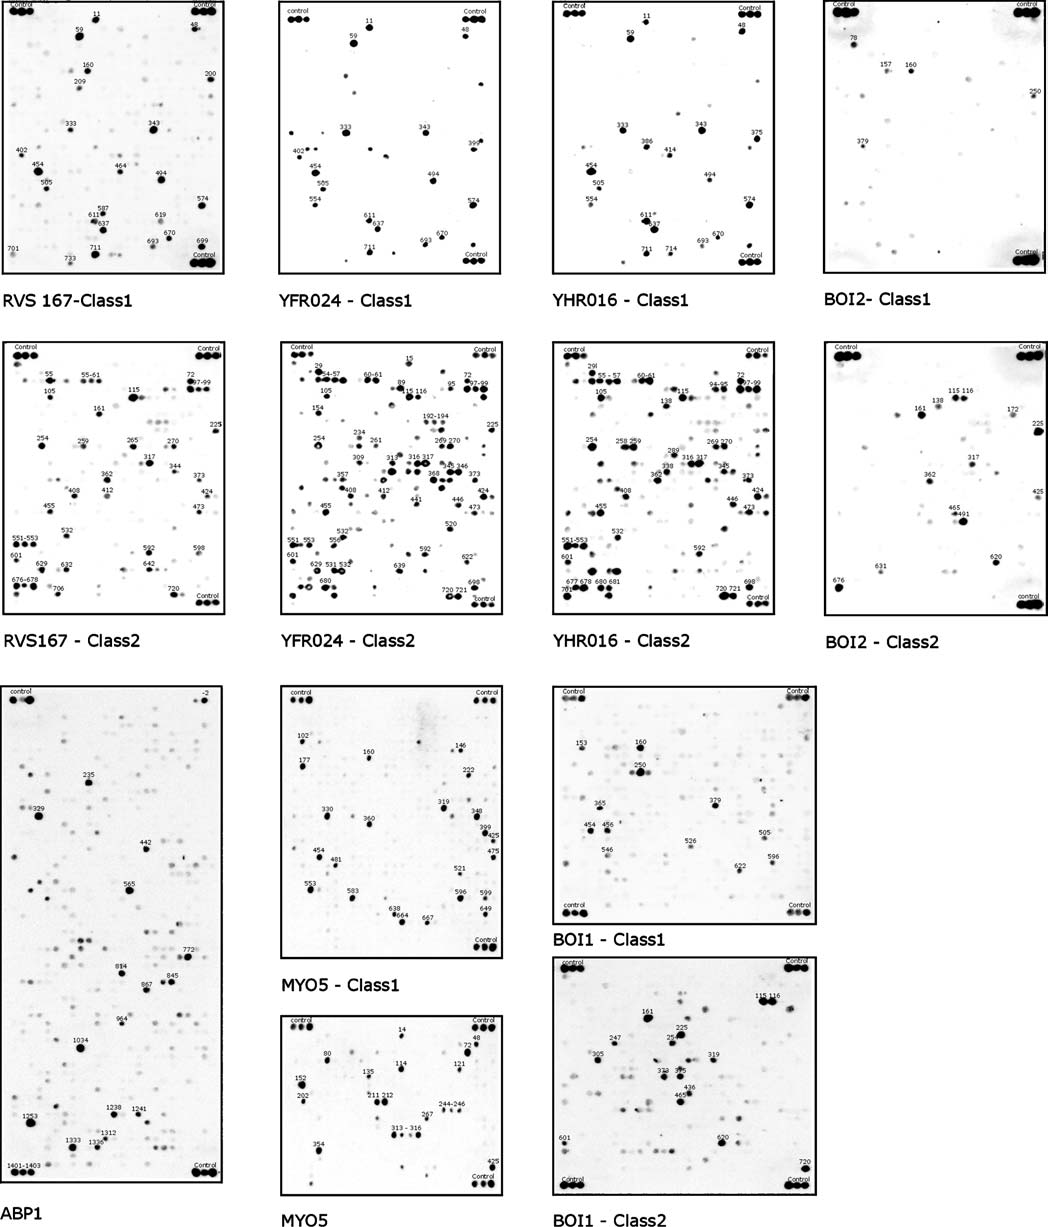 Control Control
11
48
59
160
200
209
333 343
402
454 464
494
505
574
587
611 619
637
670
693 699
701 711
733
Control
RVS 167-Class1
Control Control
11
48
59
333 343
399
402
454
494
505
554 574
611
637
670
693
711
Control
YFR024 - Class1
Control Control
11
48
59
333 343
375
386
414
454
494
505
554 574
611
637
670
693
711 714
Control
YHR016 - Class1
Control Control
78
157 160
250
379
Control
BOI2- Class1
Control Control
55 55-61 72
97-99
105 115
161
225
254 259 265 270
317
344
362 373
408 412 424
455 473
532
551-553
592 598
601
629 632 642
676-678
706 720
Control
RVS167 - Class2
Control Control
15
29
54-57 60-61 72
89 95 97-99
105 115 116
154
192-194
225
234
254 261 269 270
309 313 316 317
345 346
357 368 373
408 412 424
441 446
455 473
520
532
551 553 556
592
601 622
629 531 532 639
680 698
720 721
Control
YFR024 - Class2
Control Control
29
55 - 57 60-61 72
94-95 97-99
105 115
138
254 258 259 269 270
289
316 317
338 345
362 373
408 424
446
455 473
532
551-553
592
601
677 678 680 681 698
701 720 721
Control
YHR016 - Class2
Control Control
115 116
138
161 172
225
317
362
425
465
491
620
631
676
Control
BOI2 - Class2
control -2
235
329
442
565
772
814
845
867
964
1034
1238 1241
1253
1312
1333 1336
1401-1403 Control
ABP1
Control Control
102
146
160
177
222
319
330 348
360
399
425
454 475
481
521
553
583 596 599
638 649
664 667
Control
MYO5 - Class1
Control Control
14
48
72
80
114 121
135
152
202 211 212
244-246
267
313 - 316
354
425
Control
MYO5
Control Control
153 160
250
365 379
454 456
505
526
546
596
622
Control Control
BOI1 - Class1
control Control
115 116
161
225
247 254
305 319
373 375
436
465
601 620
720
Control Control
BOI1 - Class2